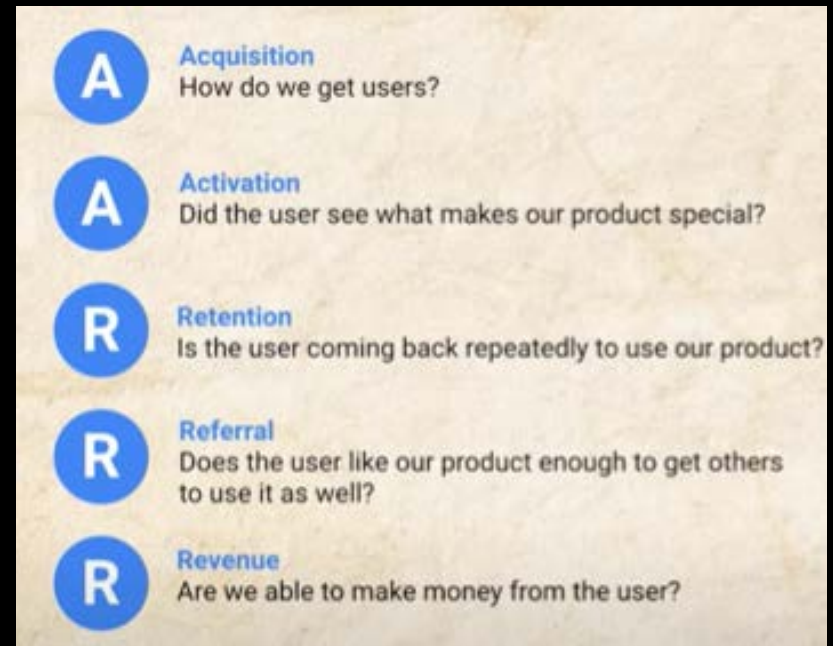 A
Acquisition
How do we get users?
A
Activation
Did the user see what makes our product special?
R
Retention
Is the user coming back repeatedly to use our product?
R
Referral
Does the user like our product enough to get others
to use it as well?
R
Revenue
Are we able to make money from the user?